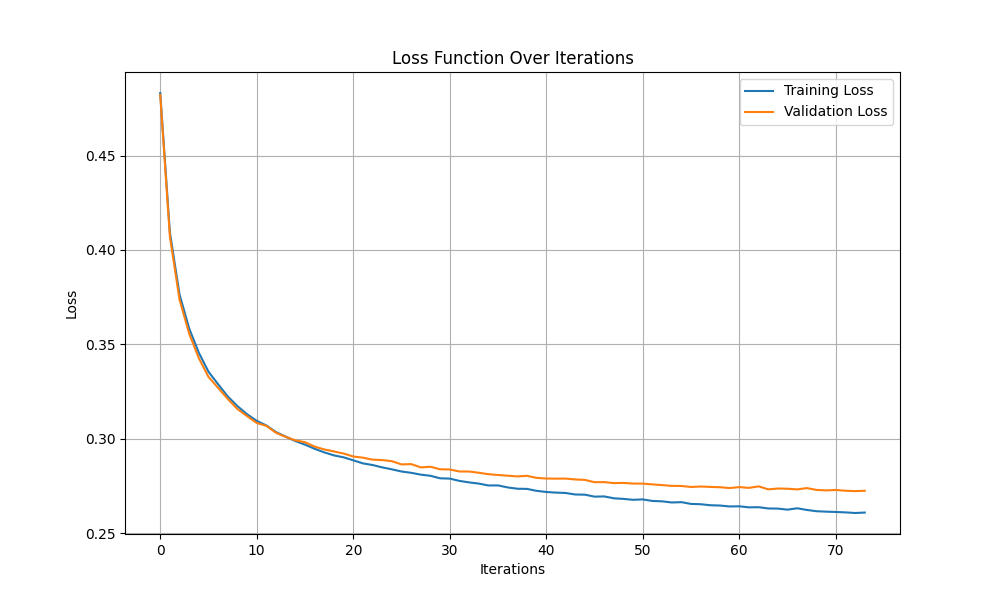 Loss Function Over Iterations
Training Loss
Validation Loss
0.45
0.40
0.35
0.30
0.25
Loss
0 10 20 30 40 50 60 70
Iterations